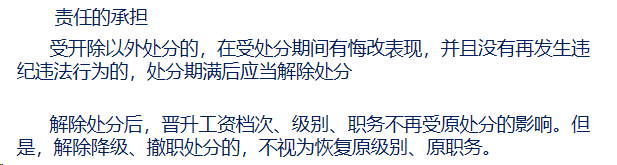 责任的承担
受开除以外处分的，在受处分期间有悔改表现，并且没有再发生违
纪违法行为的，处分期满后应当解除处分
解除处分后，晋升工资档次、级别、职务不再受原处分的影响。但
是，解除降级、撤职处分的，不视为恢复原级别、原职务。